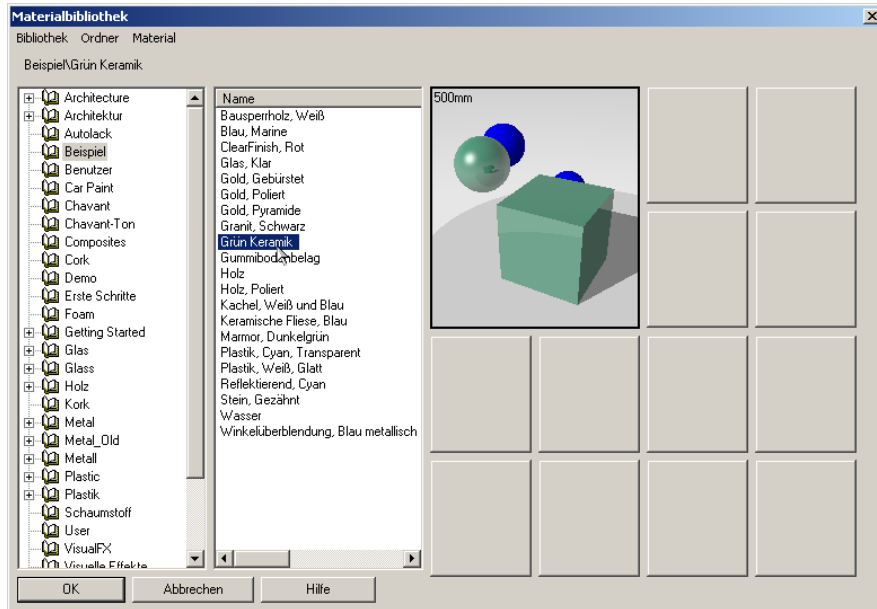 Materialbibliothek
Bibliothek Ordner Material
Beispiel\Grün Keramik
Architecture
Architektur
Autolack
Beispiel
Benutzer
Car Paint
Chavant
Chavant-Ton
Composites
Cork
Demo
Erste Schritte
Foam
Getting Started
Glas
Glass
Holz
Kork
Metal
Metal_Old
Metall
Plastic
Plastik
Schaumstoff
User
VisualFX
Visuelle Effekte
Name
Bausperrholz, Weiß
Blau, Marine
ClearFinish, Rot
Glas, Klar
Gold, Gebürstet
Gold, Poliert
Gold, Pyramide
Granit, Schwarz
Grün Keramik
Gummibodenbelag
Holz
Holz, Poliert
Kachel, Weiß und Blau
Keramische Fliese, Blau
Marmor, Dunkelgrün
Plastik, Cyan, Transparent
Plastik, Weiß, Glatt
Reflektierend, Cyan
Stein, Gezähnt
Wasser
Winkelüberblendung, Blau metallisch
500mm
OK Abbrechen Hilfe